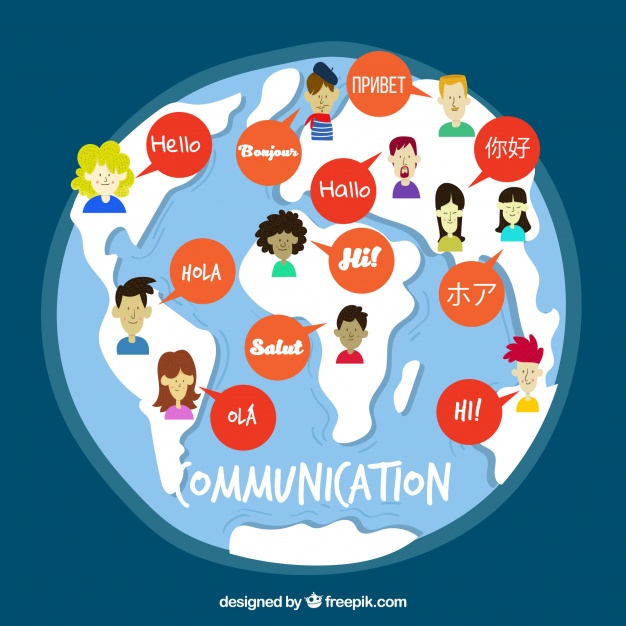 ПРИВЕТ
Hello
Bonjour
你好
Hallo
Hi!
HOLA
ホア
Salut
OLÁ
HI!
COMMUNICATION
designed by freepik.com